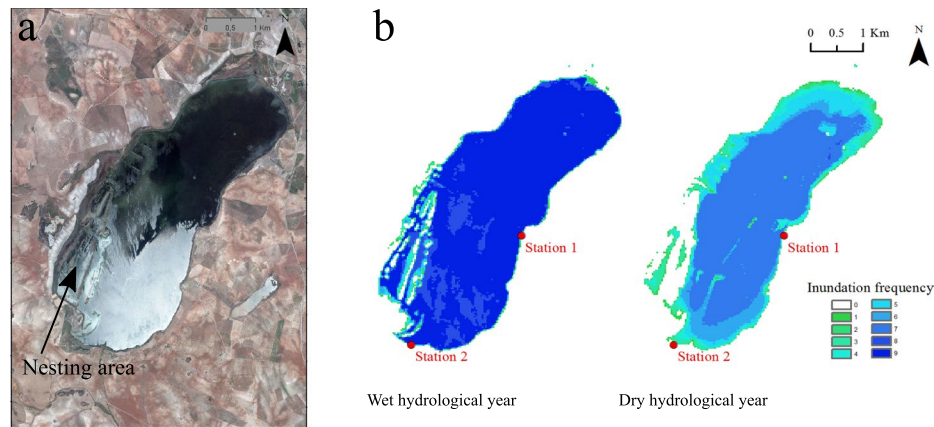 a
0 0.5 1 Km
N
Nesting area
b
0 0.5 1 Km
N
Station 1
Station 2
Wet hydrological year
Station 1
Station 2
Dry hydrological year
Inundation frequency
0 5
1 6
2 7
3 8
4 9